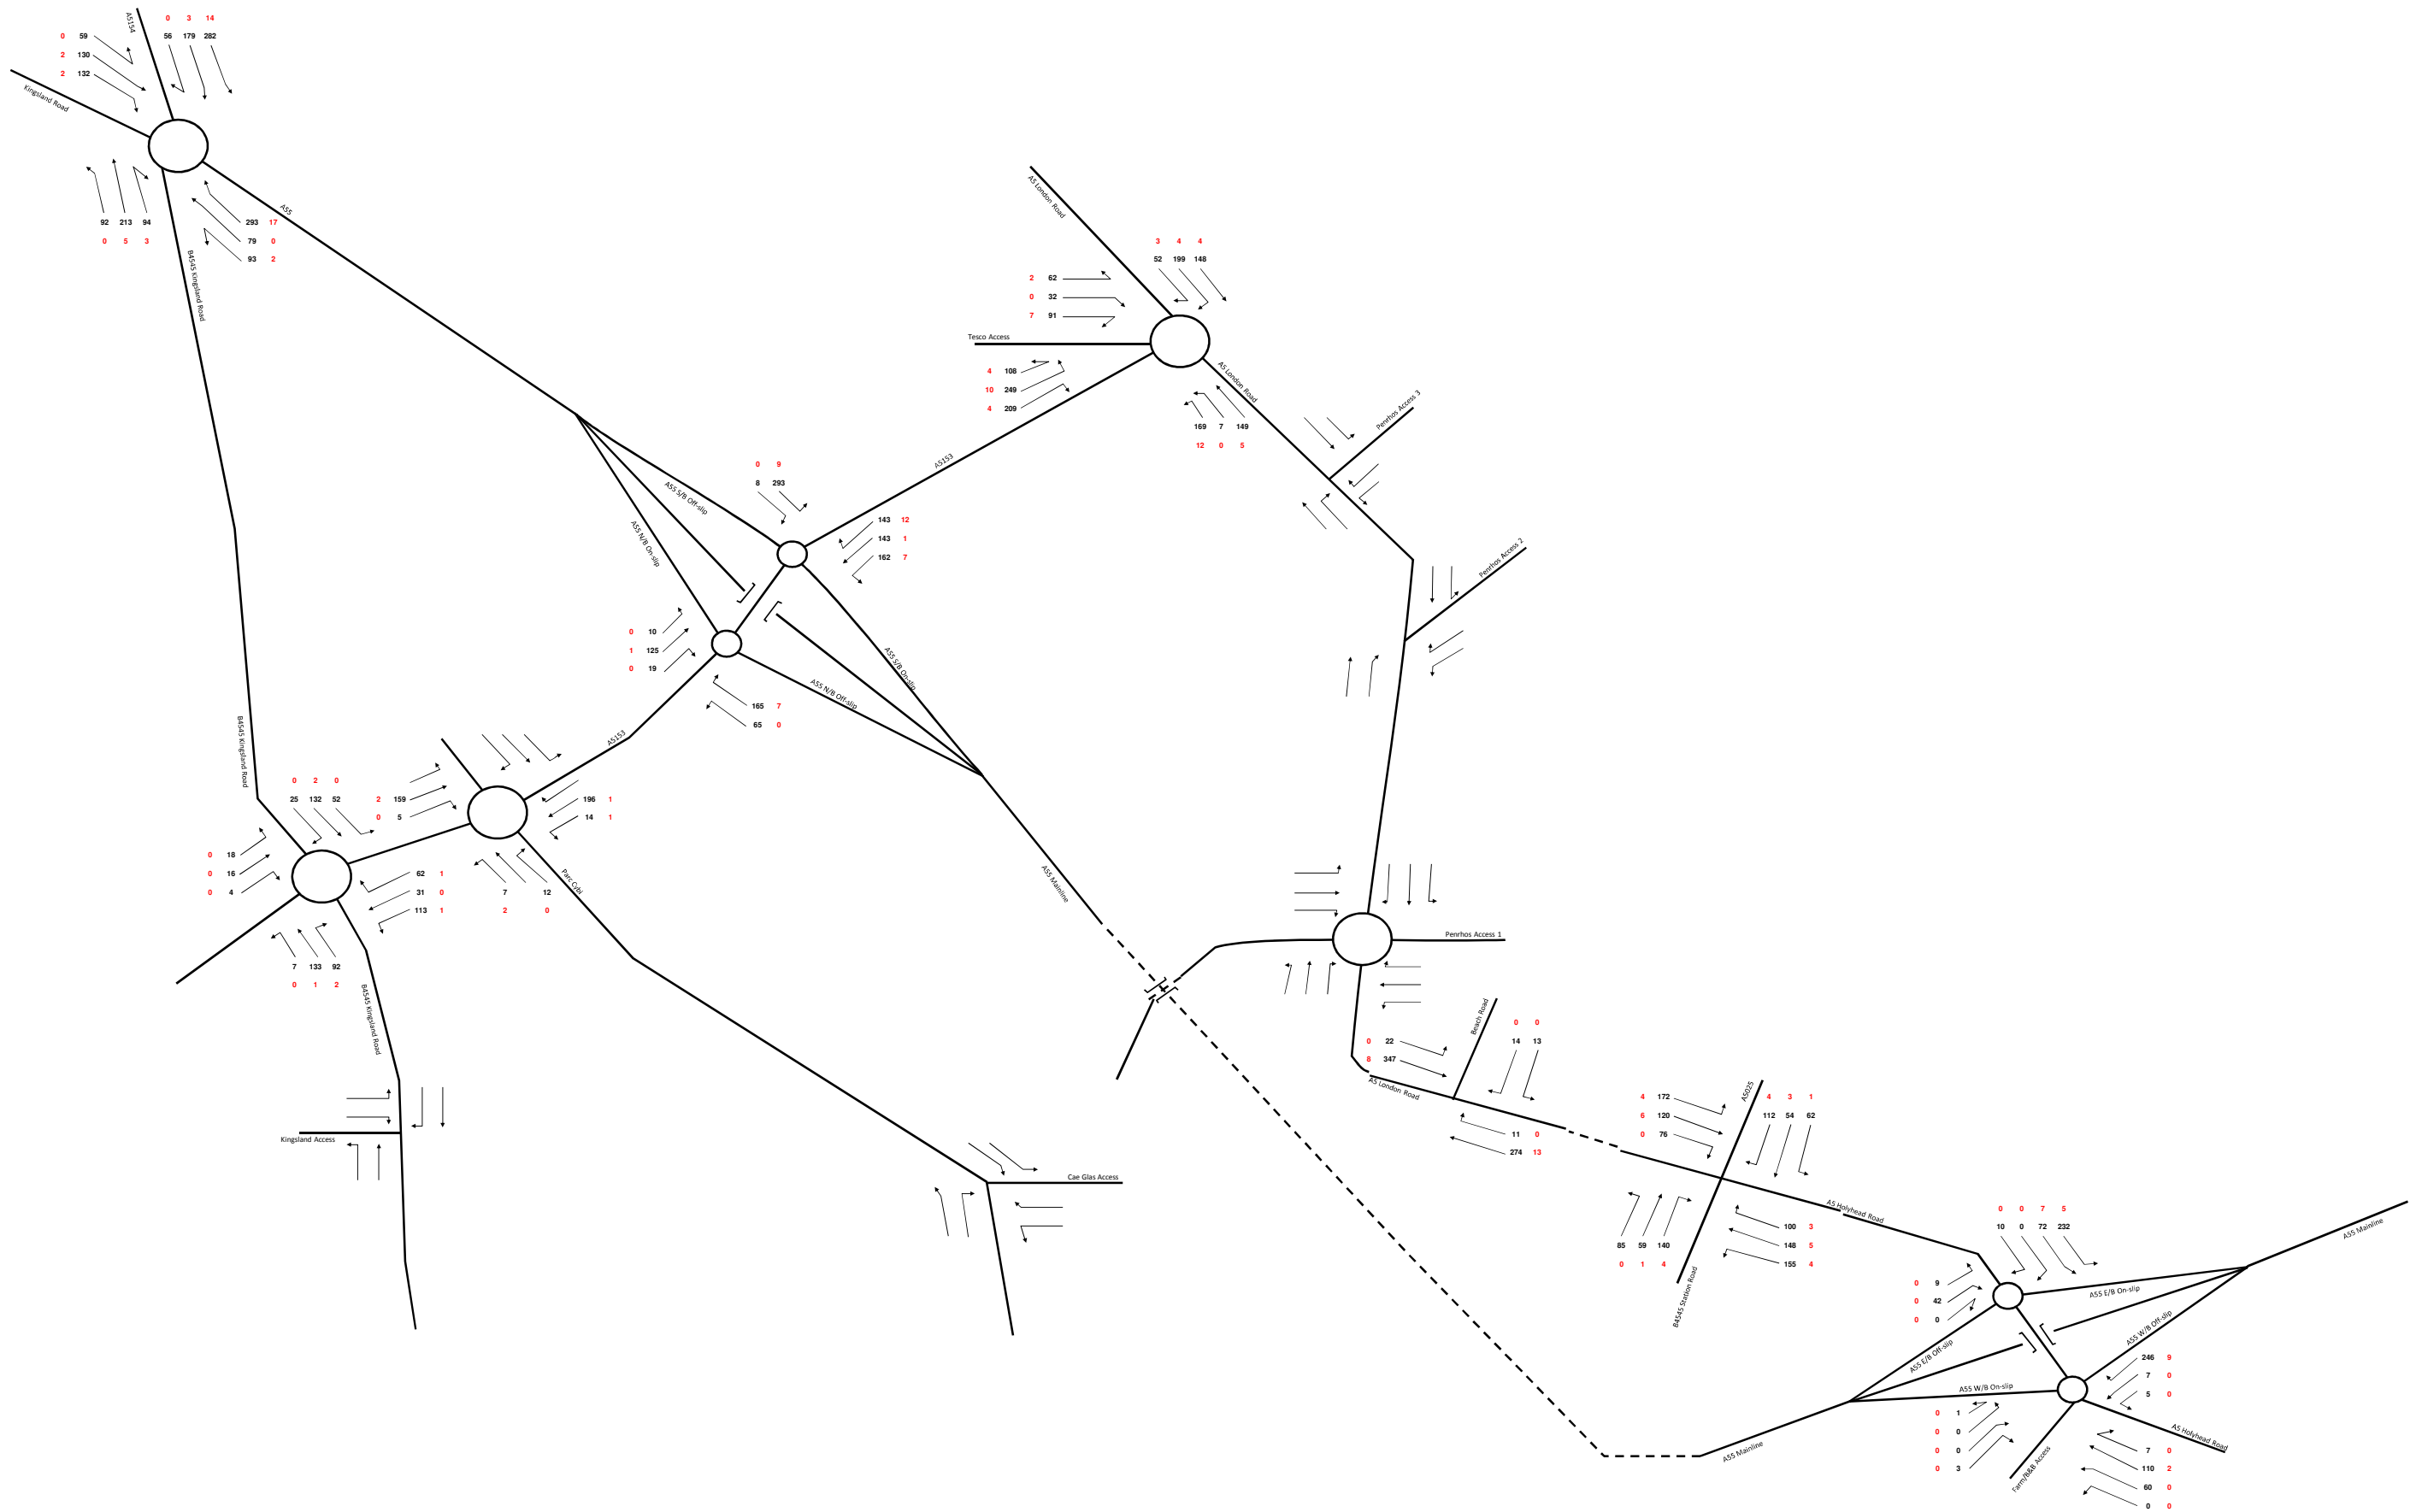 A5154
0 3 14
56 179 282
0 59
2 130
2 132
Kingsland Road
92 213 94
0 5 3
293 17
79 0
93 2
A55
B4545 Kingsland Road
A5 London Road
3 4 4
52 199 148
2 62
0 32
7 91
Tesco Access
4 108
10 249
4 209
A5 London Road
169 7 149
12 0 5
Penrhos Access 3
A5153
0 9
8 293
A55 S/B Off-slip
A55 N/B On-slip
143 12
143 1
162 7
Penrhos Access 2
0 10
1 125
0 19
A55 S/B On-slip
A55 N/B Off-slip
165 7
65 0
A5153
B4545 Kingsland Road
0 2 0
25 132 52
2 159
0 5
196 1
14 1
0 18
0 16
0 4
62 1
31 0
113 1
7 12
2 0
Parc Cybi
A55 Mainline
7 133 92
0 1 2
B4545 Kingsland Road
Penrhos Access 1
Beach Road
0 0
14 13
0 22
8 347
A5 London Road
11 0
274 13
Kingsland Access
Cae Glas Access
A5025
4 172
6 120
0 76
4 3 1
112 54 62
A5 Holyhead Road
85 59 140
0 1 4
100 3
148 5
155 4
B4545 Station Road
0 0 7 5
10 0 72 232
A55 Mainline
0 9
0 42
0 0
A55 E/B On-slip
A55 E/B Off-slip
A55 W/B Off-slip
246 9
7 0
5 0
A55 W/B On-slip
0 1
0 0
0 0
0 3
A55 Mainline
Farm/B&B Access
A5 Holyhead Road
7 0
110 2
60 0
0 0